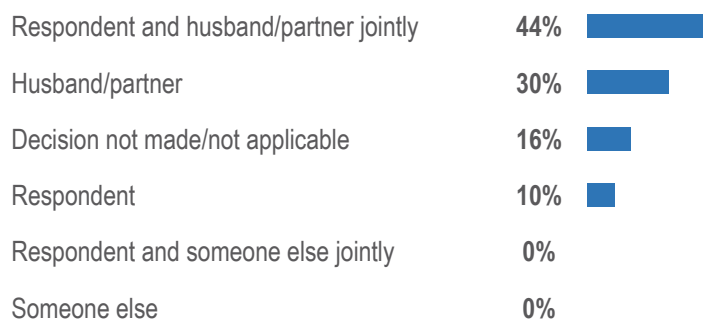 Respondent and husband/partner jointly 44%
Husband/partner 30%
Decision not made/not applicable 16%
Respondent 10%
Respondent and someone else jointly 0%
Someone else 0%